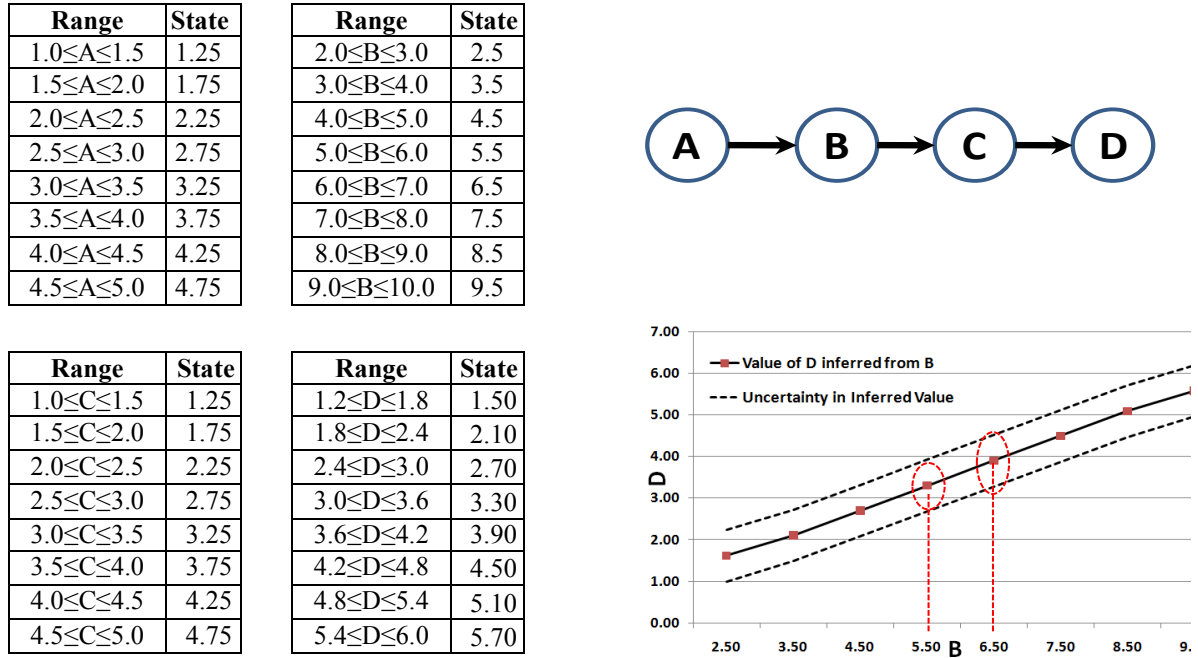 Range State
1.0≤A≤1.5 1.25
1.5≤A≤2.0 1.75
2.0≤A≤2.5 2.25
2.5≤A≤3.0 2.75
3.0≤A≤3.5 3.25
3.5≤A≤4.0 3.75
4.0≤A≤4.5 4.25
4.5≤A≤5.0 4.75
Range State
2.0≤B≤3.0 2.5
3.0≤B≤4.0 3.5
4.0≤B≤5.0 4.5
5.0≤B≤6.0 5.5
6.0≤B≤7.0 6.5
7.0≤B≤8.0 7.5
8.0≤B≤9.0 8.5
9.0≤B≤10.0 9.5
A B C D
Range State
1.0≤C≤1.5 1.25
1.5≤C≤2.0 1.75
2.0≤C≤2.5 2.25
2.5≤C≤3.0 2.75
3.0≤C≤3.5 3.25
3.5≤C≤4.0 3.75
4.0≤C≤4.5 4.25
4.5≤C≤5.0 4.75
Range State
1.2≤D≤1.8 1.50
1.8≤D≤2.4 2.10
2.4≤D≤3.0 2.70
3.0≤D≤3.6 3.30
3.6≤D≤4.2 3.90
4.2≤D≤4.8 4.50
4.8≤D≤5.4 5.10
5.4≤D≤6.0 5.70
7.00
6.00
5.00
4.00
3.00
2.00
1.00
0.00
D
Value of D inferred from B
Uncertainty in Inferred Value
2.50 3.50 4.50 5.50 6.50 7.50 8.50
B